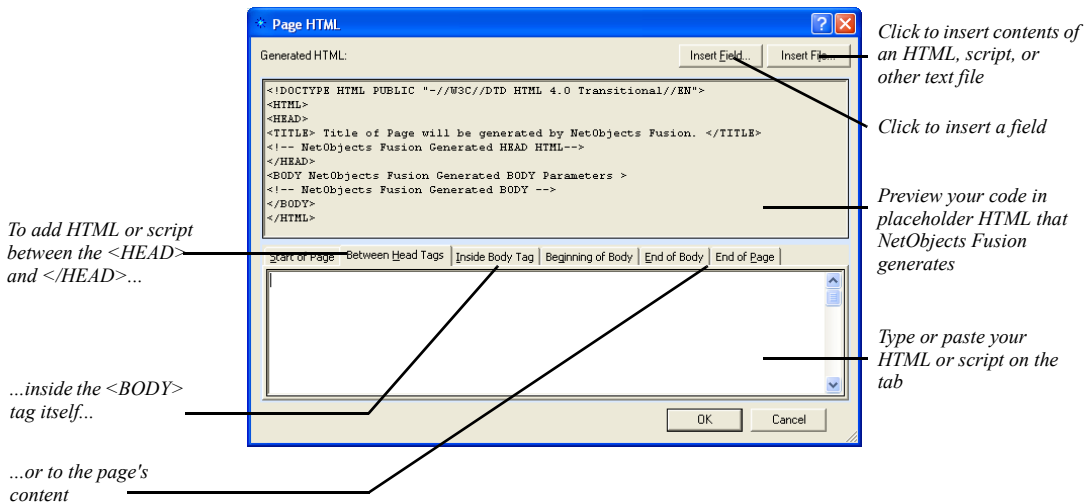 Page HTML
Generated HTML:
Insert Field...
Insert File...
<!DOCTYPE HTML PUBLIC "-//W3C//DTD HTML 4.0 Transitional//EN">
<HTML>
<HEAD>
<TITLE> Title of Page will be generated by NetObjects Fusion. </TITLE>
<!-- NetObjects Fusion Generated HEAD HTML-->
</HEAD>
<BODY NetObjects Fusion Generated BODY Parameters >
<!-- NetObjects Fusion Generated BODY -->
</BODY>
</HTML>
Start of Page Between Head Tags Inside Body Tag Beginning of Body End of Body End of Page
OK Cancel
Click to insert contents of
an HTML, script, or
other text file
Click to insert a field
Preview your code in
placeholder HTML that
NetObjects Fusion
generates
Type or paste your
HTML or script on the
tab
To add HTML or script
between the <HEAD>
and </HEAD>...
...inside the <BODY>
tag itself...
...or to the page's
content